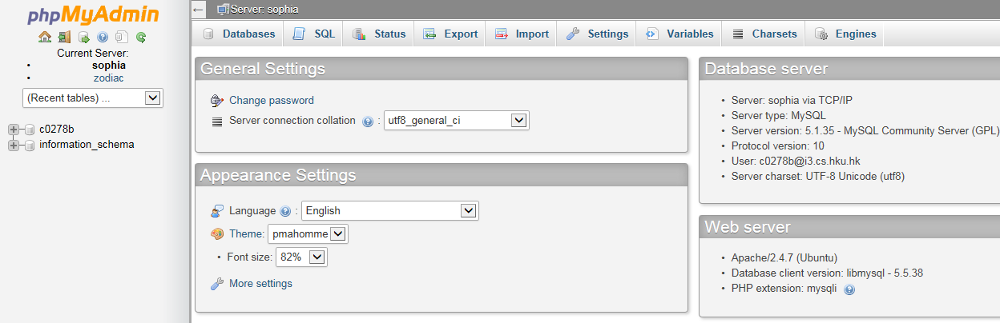 phpMyAdmin
Current Server:
• sophia
• zodiac
(Recent tables) ...
c0278b
information_schema
← Server: sophia
Databases SQL Status Export Import Settings Variables Charsets Engines
General Settings
Change password
Server connection collation : utf8_general_ci
Appearance Settings
Language : English
Theme: pmahomme
• Font size: 82%
More settings
Database server
• Server: sophia via TCP/IP
• Server type: MySQL
• Server version: 5.1.35 - MySQL Community Server (GPL)
• Protocol version: 10
• User: c0278b@i3.cs.hku.hk
• Server charset: UTF-8 Unicode (utf8)
Web server
• Apache/2.4.7 (Ubuntu)
• Database client version: libmysql - 5.5.38
• PHP extension: mysqli